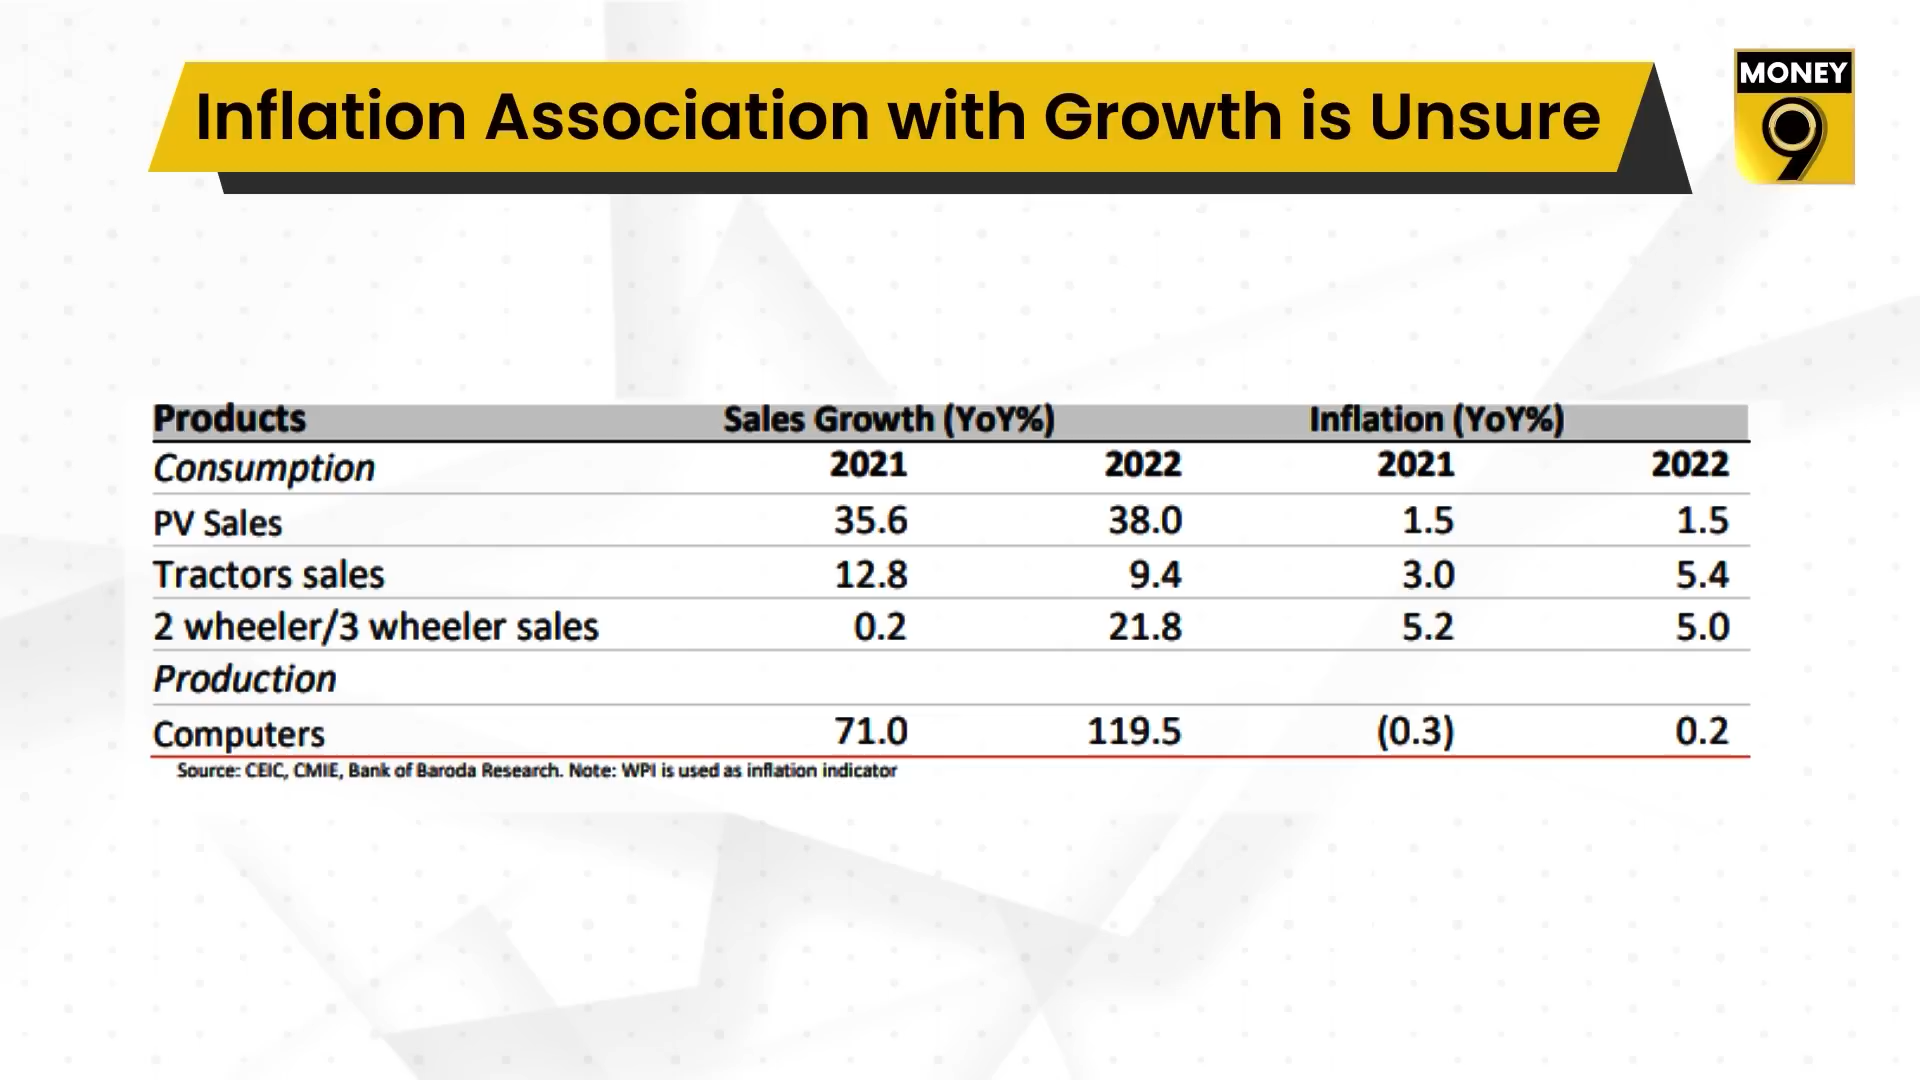 Inflation Association with Growth is Unsure
MONEY
9
Products Sales Growth (YoY%) Inflation (YoY%)
Consumption 2021 2022 2021 2022
PV Sales 35.6 38.0 1.5 1.5
Tractors sales 12.8 9.4 3.0 5.4
2 wheeler/3 wheeler sales 0.2 21.8 5.2 5.0
Production
Computers 71.0 119.5 (0.3) 0.2
Source: CEIC, CMIE, Bank of Baroda Research. Note: WPI is used as inflation indicator